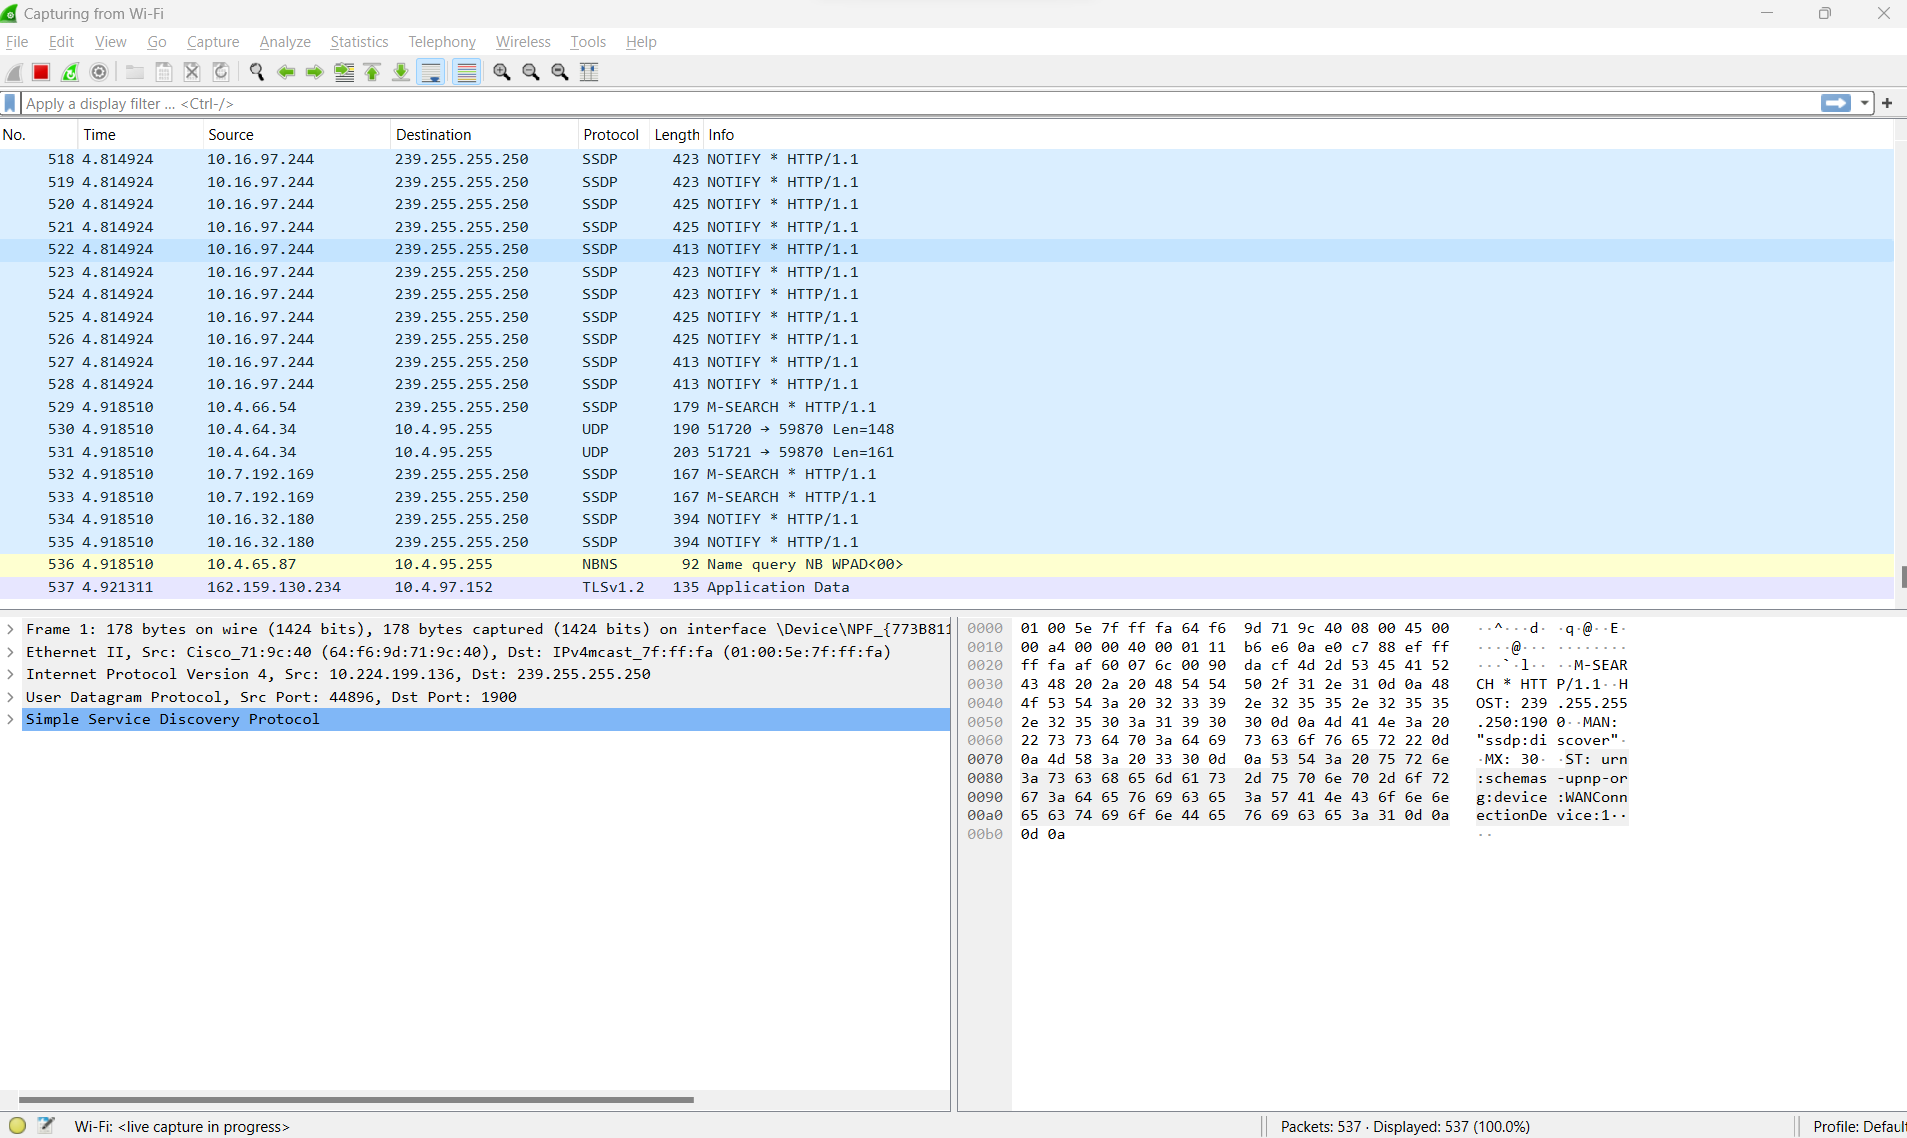 Capturing from Wi-Fi
File Edit View Go Capture Analyze Statistics Telephony Wireless Tools Help
Apply a display filter ... <Ctrl-/>
No. Time Source Destination Protocol Length Info
518 4.814924 10.16.97.244 239.255.255.250 SSDP 423 NOTIFY * HTTP/1.1
519 4.814924 10.16.97.244 239.255.255.250 SSDP 423 NOTIFY * HTTP/1.1
520 4.814924 10.16.97.244 239.255.255.250 SSDP 425 NOTIFY * HTTP/1.1
521 4.814924 10.16.97.244 239.255.255.250 SSDP 425 NOTIFY * HTTP/1.1
522 4.814924 10.16.97.244 239.255.255.250 SSDP 413 NOTIFY * HTTP/1.1
523 4.814924 10.16.97.244 239.255.255.250 SSDP 423 NOTIFY * HTTP/1.1
524 4.814924 10.16.97.244 239.255.255.250 SSDP 423 NOTIFY * HTTP/1.1
525 4.814924 10.16.97.244 239.255.255.250 SSDP 425 NOTIFY * HTTP/1.1
526 4.814924 10.16.97.244 239.255.255.250 SSDP 425 NOTIFY * HTTP/1.1
527 4.814924 10.16.97.244 239.255.255.250 SSDP 413 NOTIFY * HTTP/1.1
528 4.814924 10.16.97.244 239.255.255.250 SSDP 413 NOTIFY * HTTP/1.1
529 4.918510 10.4.66.54 239.255.255.250 SSDP 179 M-SEARCH * HTTP/1.1
530 4.918510 10.4.64.34 10.4.95.255 UDP 190 51720 → 59870 Len=148
531 4.918510 10.4.64.34 10.4.95.255 UDP 203 51721 → 59870 Len=161
532 4.918510 10.7.192.169 239.255.255.250 SSDP 167 M-SEARCH * HTTP/1.1
533 4.918510 10.7.192.169 239.255.255.250 SSDP 167 M-SEARCH * HTTP/1.1
534 4.918510 10.16.32.180 239.255.255.250 SSDP 394 NOTIFY * HTTP/1.1
535 4.918510 10.16.32.180 239.255.255.250 SSDP 394 NOTIFY * HTTP/1.1
536 4.918510 10.4.65.87 10.4.95.255 NBNS 92 Name query NB WPAD<00>
537 4.921311 162.159.130.234 10.4.97.152 TLSv1.2 135 Application Data
Frame 1: 178 bytes on wire (1424 bits), 178 bytes captured (1424 bits) on interface \Device\NPF_{773B811
Ethernet II, Src: Cisco_71:9c:40 (64:f6:9d:71:9c:40), Dst: IPv4mcast_7f:ff:fa (01:00:5e:7f:ff:fa)
Internet Protocol Version 4, Src: 10.224.199.136, Dst: 239.255.255.250
User Datagram Protocol, Src Port: 44896, Dst Port: 1900
Simple Service Discovery Protocol
0000 01 00 5e 7f ff fa 64 f6 9d 71 9c 40 08 00 45 00 ··^···d· ·q·@··E·
0010 00 a4 00 00 40 00 01 11 b6 e6 0a e0 c7 88 ef ff ····@··· ········
0020 ff fa af 60 07 6c 00 90 da cf 4d 2d 53 45 41 52 ···`·l·· ··M-SEAR
0030 43 48 20 2a 20 48 54 54 50 2f 31 2e 31 0d 0a 48 CH * HTT P/1.1··H
0040 4f 53 54 3a 20 32 33 39 2e 32 35 35 2e 32 35 35 OST: 239 .255.255
0050 2e 32 35 30 3a 31 39 30 30 0d 0a 4d 41 4e 3a 20 .250:190 0··MAN: 
0060 22 73 73 64 70 3a 64 69 73 63 6f 76 65 72 22 0d "ssdp:di scover"·
0070 0a 4d 58 3a 20 33 30 0d 0a 53 54 3a 20 75 72 6e ·MX: 30· ·ST: urn
0080 3a 73 63 68 65 6d 61 73 2d 75 70 6e 70 2d 6f 72 :schemas -upnp-or
0090 67 3a 64 65 76 69 63 65 3a 57 41 4e 43 6f 6e 6e g:device :WANConn
00a0 65 63 74 69 6f 6e 44 65 76 69 63 65 3a 31 0d 0a ectionDe vice:1··
00b0 0d 0a ··
Wi-Fi: <live capture in progress> Packets: 537 · Displayed: 537 (100.0%) Profile: Defaul